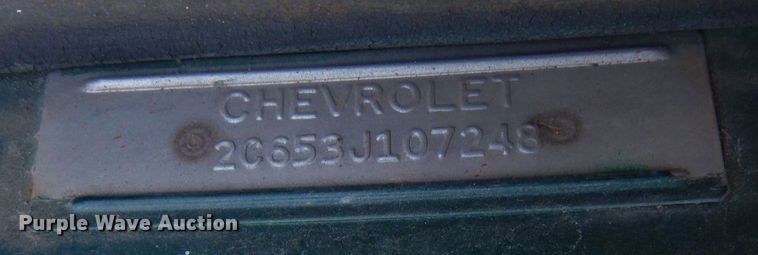 CHEVROLET
2C653J107248
Purple Wave Auction